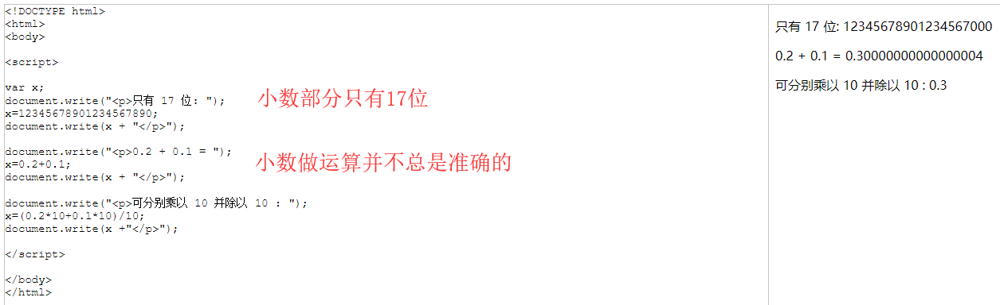 <!DOCTYPE html>
<html>
<body>
<script>
var x;
document.write("<p>只有 17 位: ");
x=12345678901234567890;
document.write(x + "</p>");
小数部分只有17位
document.write("<p>0.2 + 0.1 = ");
x=0.2+0.1;
document.write(x + "</p>");
小数做运算并不总是准确的
document.write("<p>可分别乘以 10 并除以 10 : ");
x=(0.2*10+0.1*10)/10;
document.write(x +"</p>");
</script>
</body>
</html>
只有 17 位: 12345678901234567000
0.2 + 0.1 = 0.30000000000000004
可分别乘以 10 并除以 10 : 0.3